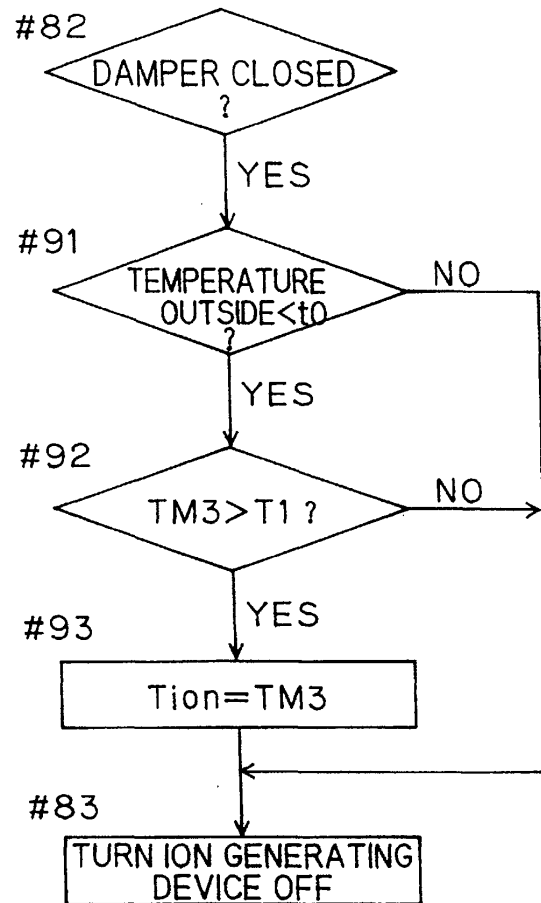 #82
DAMPER CLOSED
?
YES
#91
TEMPERATURE
OUTSIDE<t0
?
NO
YES
#92
TM3>T1 ?
NO
YES
#93
Tion=TM3
#83
TURN ION GENERATING
DEVICE OFF